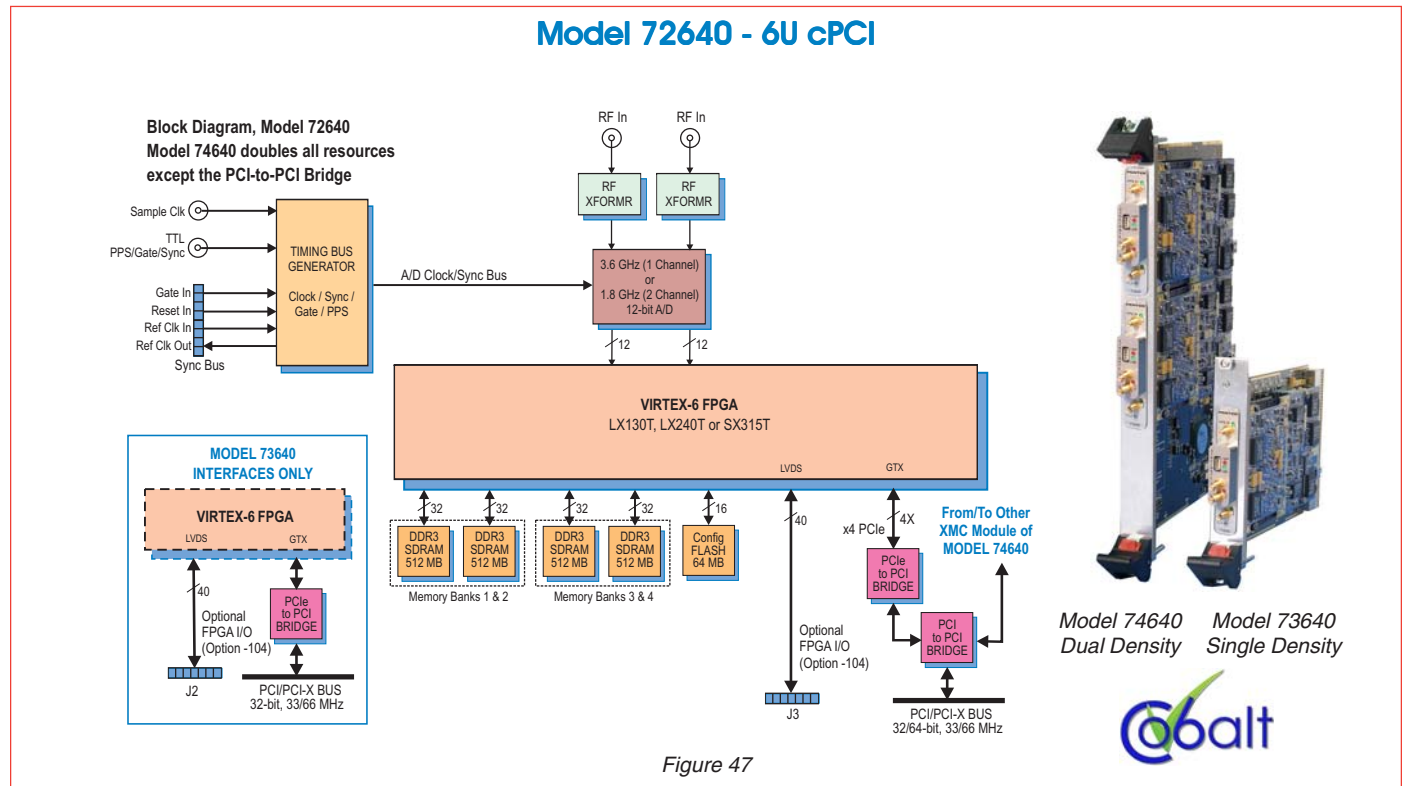 Model 72640 - 6U cPCI
Block Diagram, Model 72640
Model 74640 doubles all resources
except the PCI-to-PCI Bridge
RF In
RF In
RF
XFORMR
RF
XFORMR
Sample Clk
TTL
PPS/Gate/Sync
Gate In
Reset In
Ref Clk In
Ref Clk Out
Sync Bus
TIMING BUS
GENERATOR
Clock / Sync /
Gate / PPS
A/D Clock/Sync Bus
3.6 GHz (1 Channel)
or
1.8 GHz (2 Channel)
12-bit A/D
12
12
VIRTEX-6 FPGA
LX130T, LX240T or SX315T
LVDS
GTX
32
32
32
32
16
40
4X
x4 PCIe
DDR3
SDRAM
512 MB
DDR3
SDRAM
512 MB
DDR3
SDRAM
512 MB
DDR3
SDRAM
512 MB
Config
FLASH
64 MB
Memory Banks 1 & 2
Memory Banks 3 & 4
Optional
FPGA I/O
(Option -104)
J3
PCIe
to PCI
BRIDGE
PCI
to PCI
BRIDGE
From/To Other
XMC Module of
MODEL 74640
PCI/PCI-X BUS
32/64-bit, 33/66 MHz
MODEL 73640
INTERFACES ONLY
VIRTEX-6 FPGA
LVDS
GTX
40
Optional
FPGA I/O
(Option -104)
PCIe
to PCI
BRIDGE
J2
PCI/PCI-X BUS
32-bit, 33/66 MHz
Model 74640
Dual Density
Model 73640
Single Density
Cobalt
Figure 47